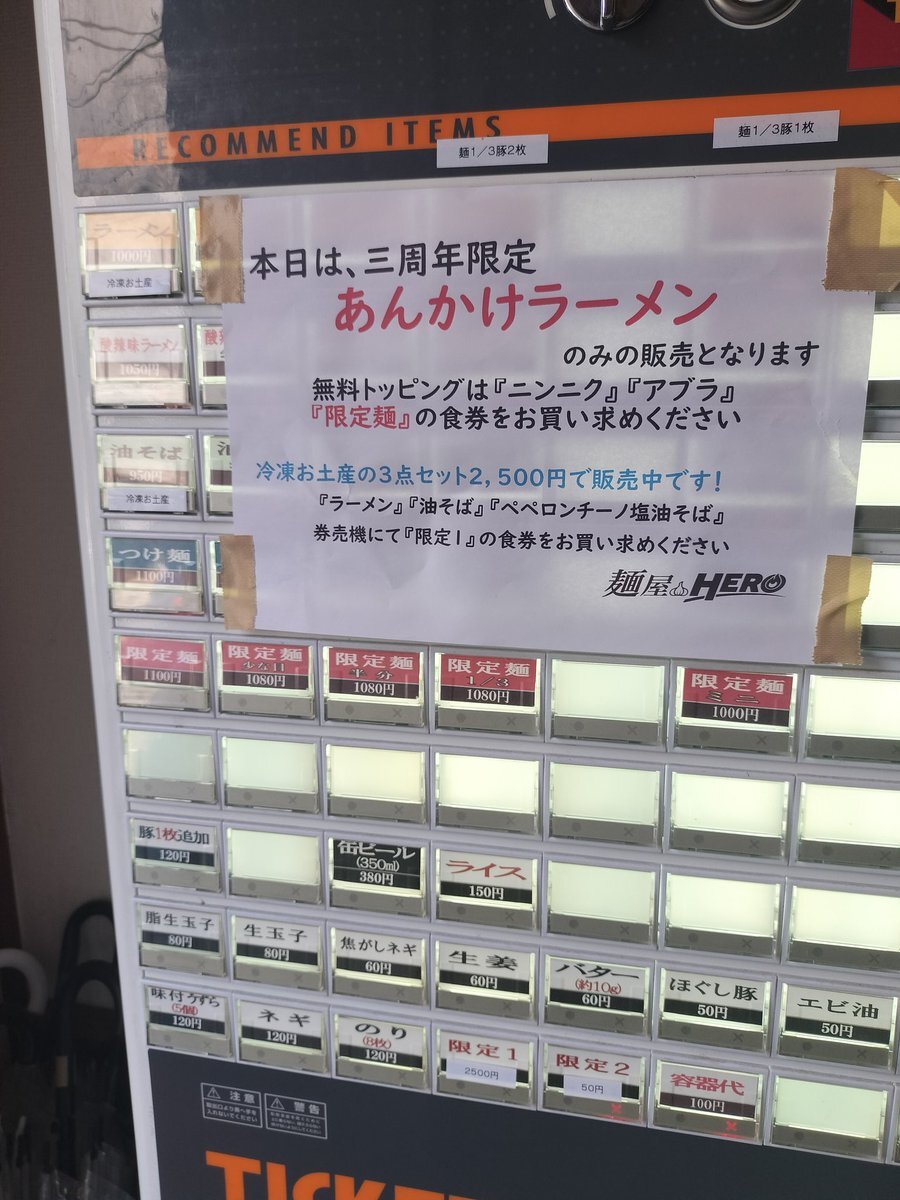 RECOMMEND ITEMS
麺1/3豚2枚
麺1/3豚1枚
ラーメン
1000円
冷凍お土産
本日は、三周年限定
あんかけラーメン
のみの販売となります
無料トッピングは『ニンニク』『アブラ』
『限定麺』の食券をお買い求めください
冷凍お土産の3点セット2,500円で販売中です!
『ラーメン』『油そば』『ペペロンチーノ塩油そば』
券売機にて『限定1』の食券をお買い求めください
麺屋 HERO
酸辣味ラーメン
1050円
油そば
950円
冷凍お土産
つけ麺
1100円
限定麺
1100円
限定麺
少な目
1080円
限定麺
半分
1080円
限定麺
1/3
1080円
限定麺
ミニ
1000円
豚1枚追加
120円
缶ビール
(350ml)
380円
ライス
150円
脂生玉子
80円
生玉子
80円
焦がしネギ
60円
生姜
60円
バター
(約10g)
60円
ほぐし豚
50円
エビ油
50円
味付うずら
(5個)
120円
ネギ
120円
のり
(8枚)
120円
限定1
2500円
限定2
50円
容器代
100円
注意
警告
TICKET